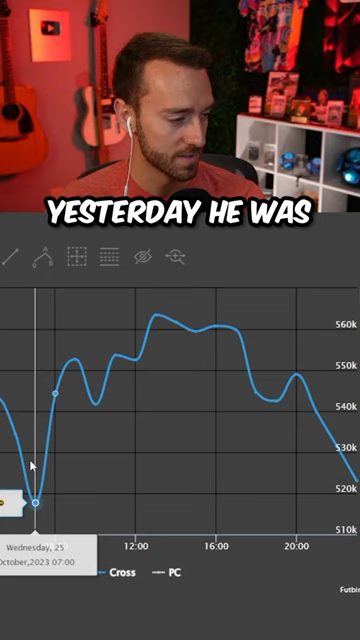 YESTERDAY HE WAS
A
560k
550k
540k
530k
520k
510k
12:00
16:00
20:00
Wednesday, 25
October,2023 07:00
Cross
PC
Futbin